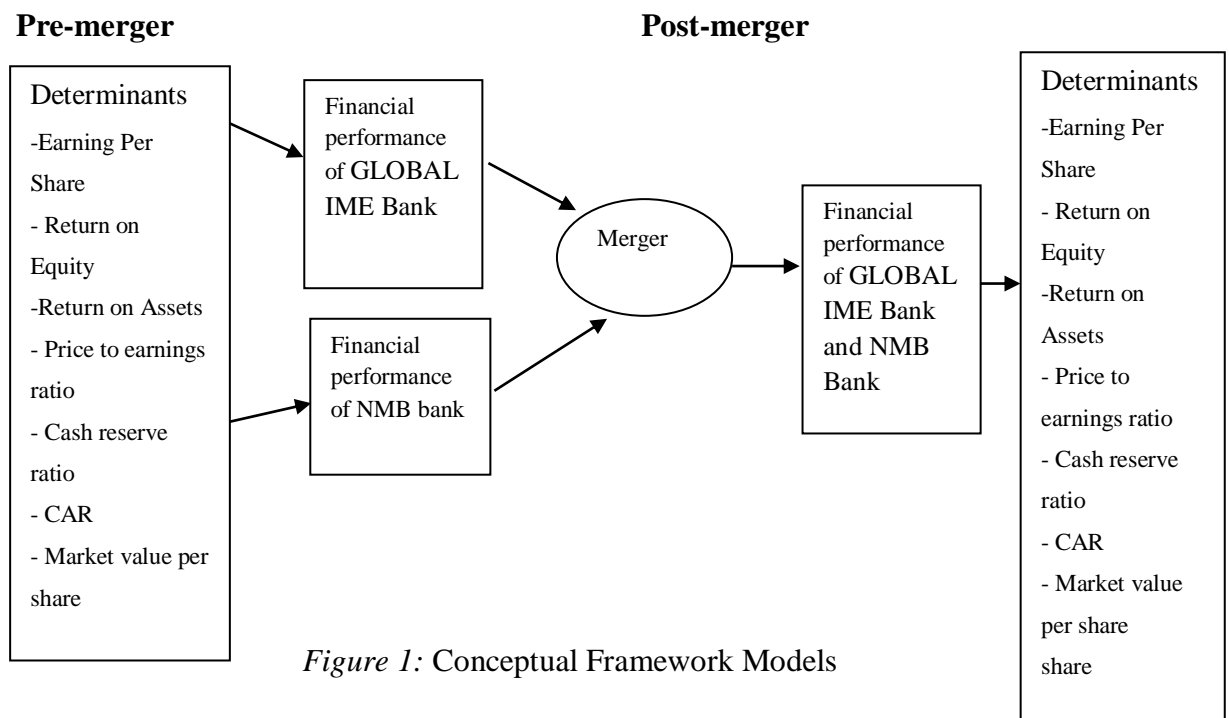 Pre-merger
Post-merger
Determinants
-Earning Per
Share
- Return on
Equity
-Return on Assets
- Price to earnings
ratio
- Cash reserve
ratio
- CAR
- Market value per
share
Financial
performance
of GLOBAL
IME Bank
Financial
performance
of NMB bank
Merger
Financial
performance
of GLOBAL
IME Bank
and NMB
Bank
Determinants
-Earning Per
Share
- Return on
Equity
-Return on
Assets
- Price to
earnings ratio
- Cash reserve
ratio
- CAR
- Market value
per share
share
Figure 1: Conceptual Framework Models